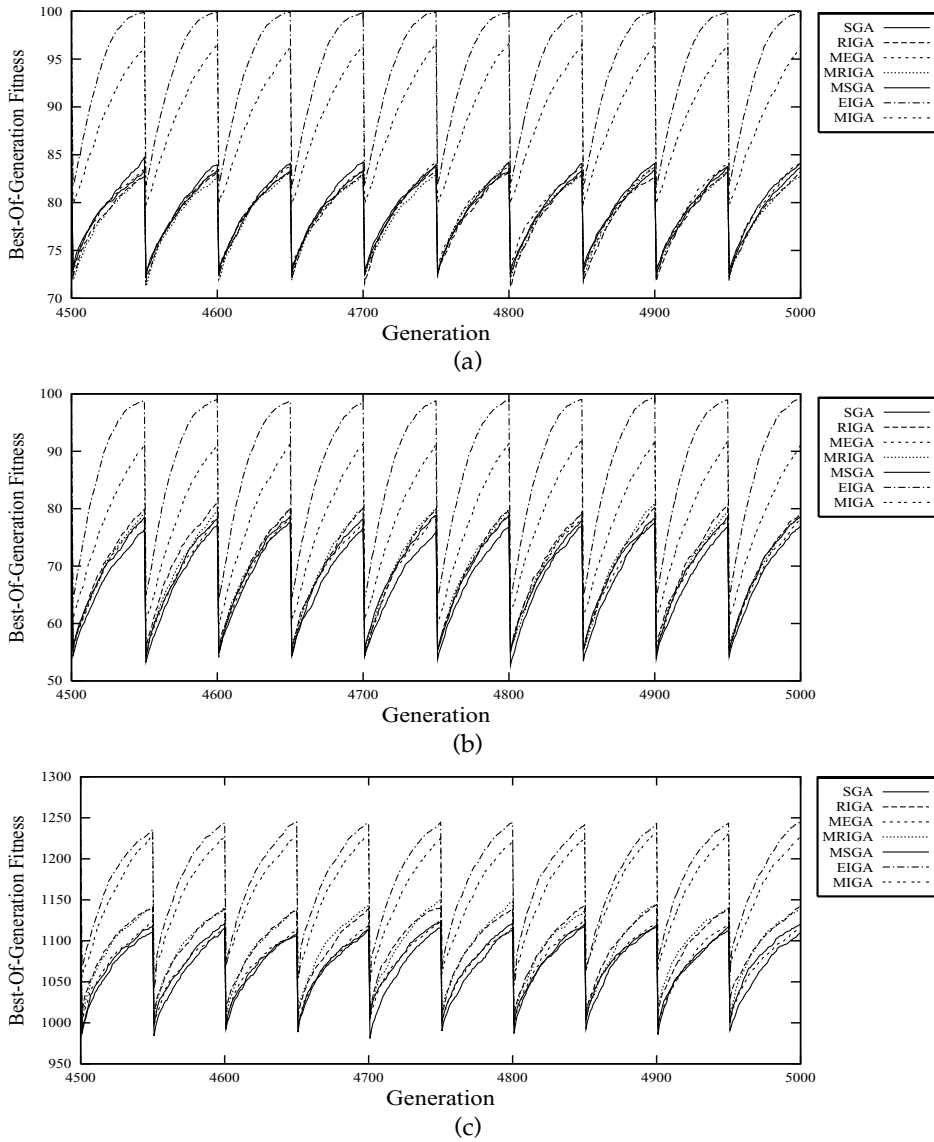 Best-Of-Generation Fitness
100
95
90
85
80
75
70
4500
4600
4700
4800
4900
5000
Generation
SGA
RIGA
MEGA
MRIGA
MSGA
EIGA
MIGA
(a)
Best-Of-Generation Fitness
100
90
80
70
60
50
4500
4600
4700
4800
4900
5000
Generation
SGA
RIGA
MEGA
MRIGA
MSGA
EIGA
MIGA
(b)
Best-Of-Generation Fitness
1300
1250
1200
1150
1100
1050
1000
950
4500
4600
4700
4800
4900
5000
Generation
SGA
RIGA
MEGA
MRIGA
MSGA
EIGA
MIGA
(c)